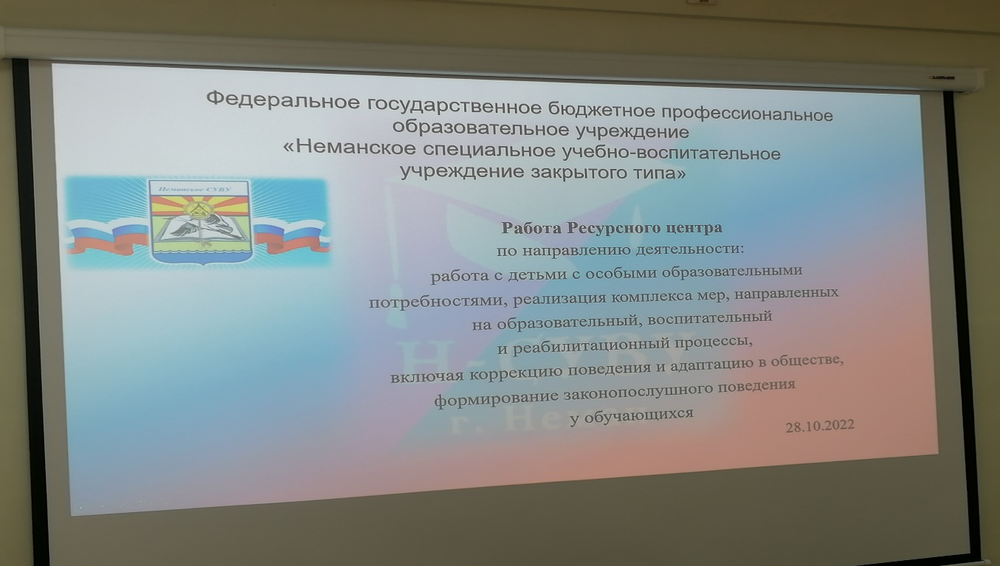 Федеральное государственное бюджетное профессиональное
образовательное учреждение
«Неманское специальное учебно-воспитательное
учреждение закрытого типа»
Неманское СУВУ
Работа Ресурсного центра
по направлению деятельности:
работа с детьми с особыми образовательными
потребностями, реализация комплекса мер, направленных
на образовательный, воспитательный
и реабилитационный процессы,
включая коррекцию поведения и адаптацию в обществе,
формирование законопослушного поведения
у обучающихся
28.10.2022
Н-СУВУ
г. Неман